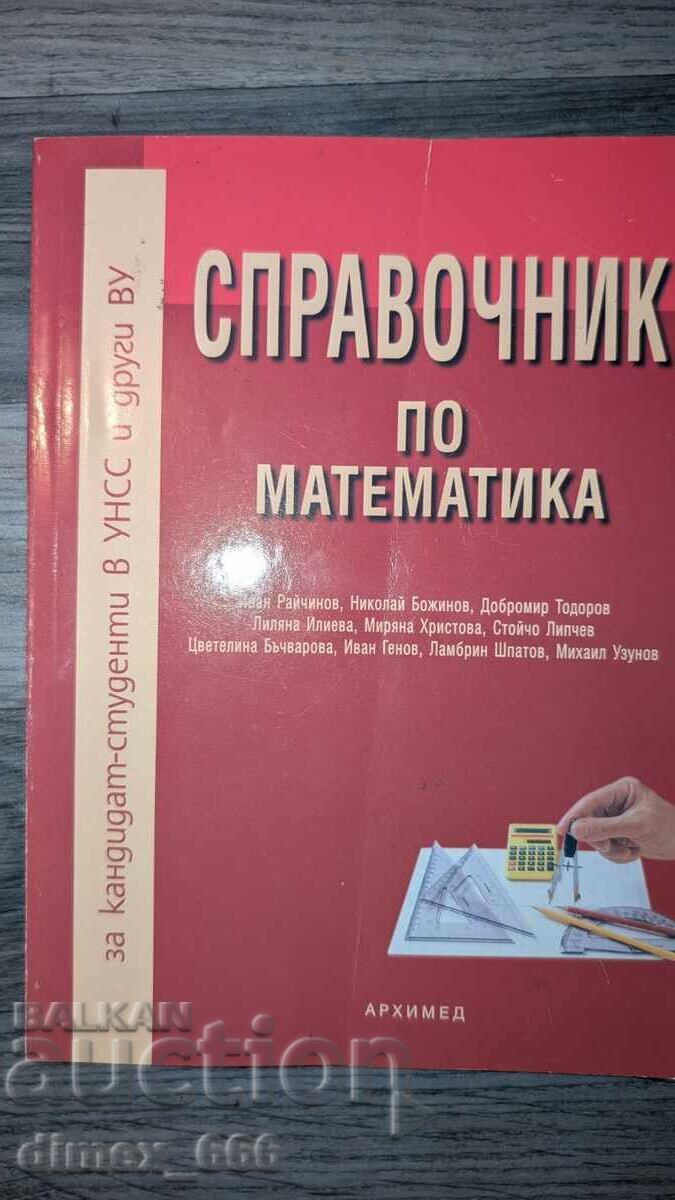 за кандидат-студенти в УНСС и други ВУ
СПРАВОЧНИК
ПО
МАТЕМАТИКА
Райчинов, Николай Божинов, Добромир Тодоров
Лиляна Илиева, Миряна Христова, Стойчо Липчев
Цветелина Бъчварова, Иван Генов, Ламбрин Шпатов, Михаил Узунов
АРХИМЕД
BALKAN
auction
dimex_666